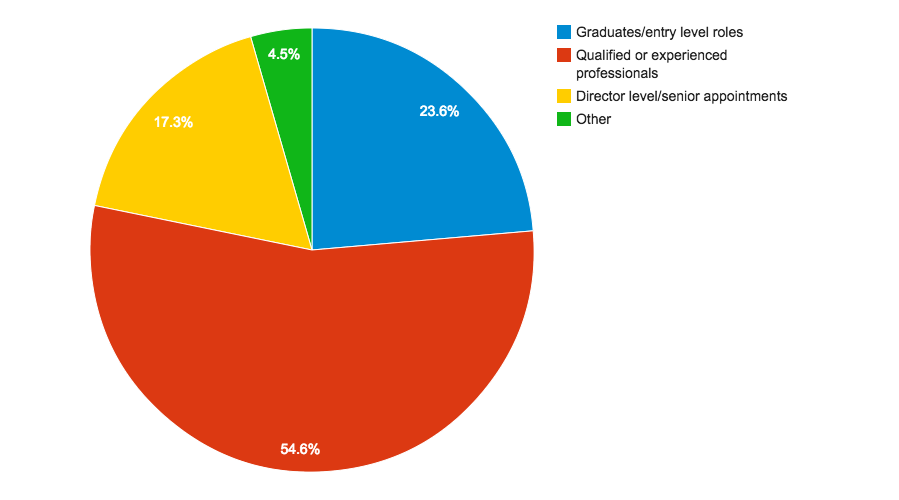 4.5%
23.6%
17.3%
54.6%
Graduates/entry level roles
Qualified or experienced
professionals
Director level/senior appointments
Other